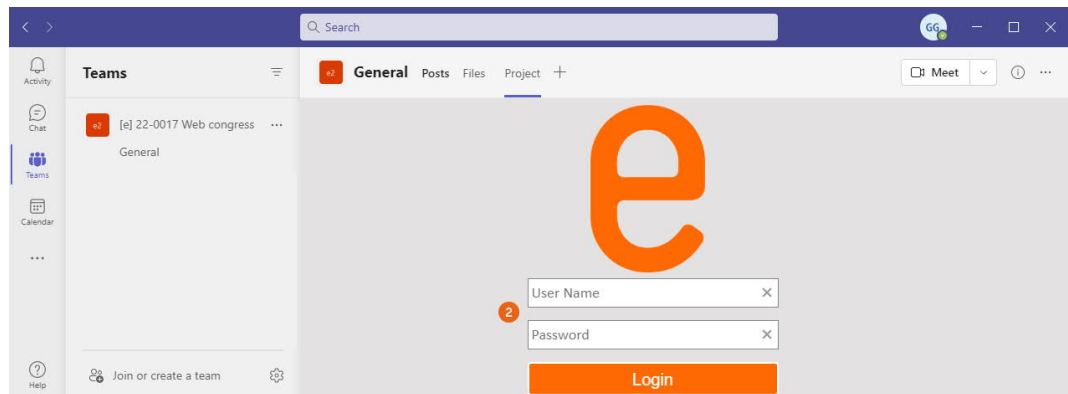 Search
GG
Activity
Chat
Teams
Calendar
Help
Teams
e2 [e] 22-0017 Web congress
General
Join or create a team
e2 General Posts Files Project
Meet
e
User Name
2
Password
Login